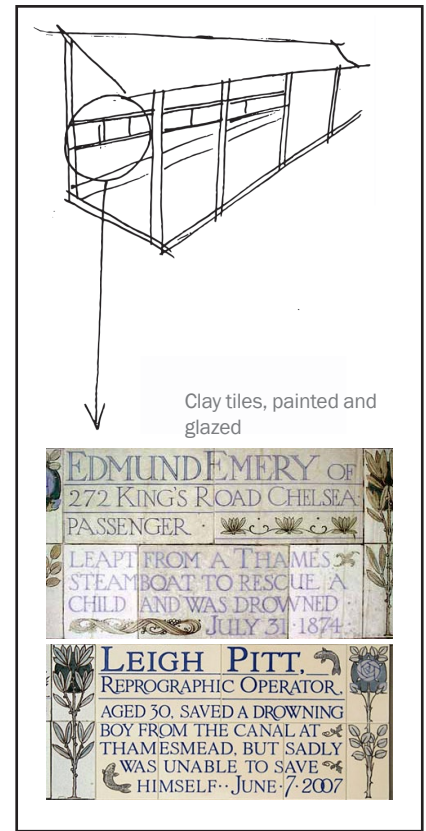 Clay tiles, painted and
glazed
EDMUND EMERY OF
272 KING'S ROAD CHELSEA·
PASSENGER
LEAPT FROM A THAMES
STEAMBOAT TO RESCUE A
CHILD AND WAS DROWNED
JULY 31·1874·
LEIGH PITT,
REPROGRAPHIC OPERATOR,
AGED 30, SAVED A DROWNING
BOY FROM THE CANAL AT
THAMESMEAD, BUT SADLY
WAS UNABLE TO SAVE
HIMSELF··JUNE·7·2007